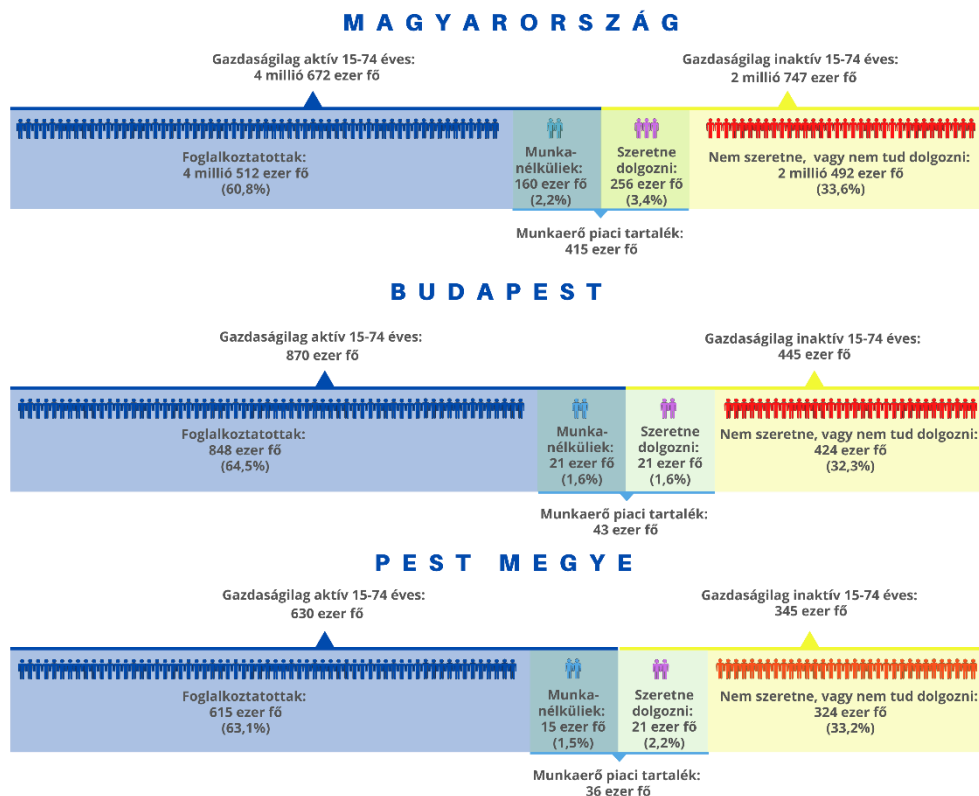 MAGYARORSZÁG
Gazdaságilag aktív 15-74 éves:
4 millió 672 ezer fő
Gazdaságilag inaktív 15-74 éves:
2 millió 747 ezer fő
Foglalkoztatottak:
4 millió 512 ezer fő
(60,8%)
Munka-
nélküliek:
160 ezer fő
(2,2%)
Szeretne
dolgozni:
256 ezer fő
(3,4%)
Nem szeretne, vagy nem tud dolgozni:
2 millió 492 ezer fő
(33,6%)
Munkaerő piaci tartalék:
415 ezer fő
BUDAPEST
Gazdaságilag aktív 15-74 éves:
870 ezer fő
Gazdaságilag inaktív 15-74 éves:
445 ezer fő
Foglalkoztatottak:
848 ezer fő
(64,5%)
Munka-
nélküliek:
21 ezer fő
(1,6%)
Szeretne
dolgozni:
21 ezer fő
(1,6%)
Nem szeretne, vagy nem tud dolgozni:
424 ezer fő
(32,3%)
Munkaerő piaci tartalék:
43 ezer fő
PEST MEGYE
Gazdaságilag aktív 15-74 éves:
630 ezer fő
Gazdaságilag inaktív 15-74 éves:
345 ezer fő
Foglalkoztatottak:
615 ezer fő
(63,1%)
Munka-
nélküliek:
15 ezer fő
(1,5%)
Szeretne
dolgozni:
21 ezer fő
(2,2%)
Nem szeretne, vagy nem tud dolgozni:
324 ezer fő
(33,2%)
Munkaerő piaci tartalék:
36 ezer fő